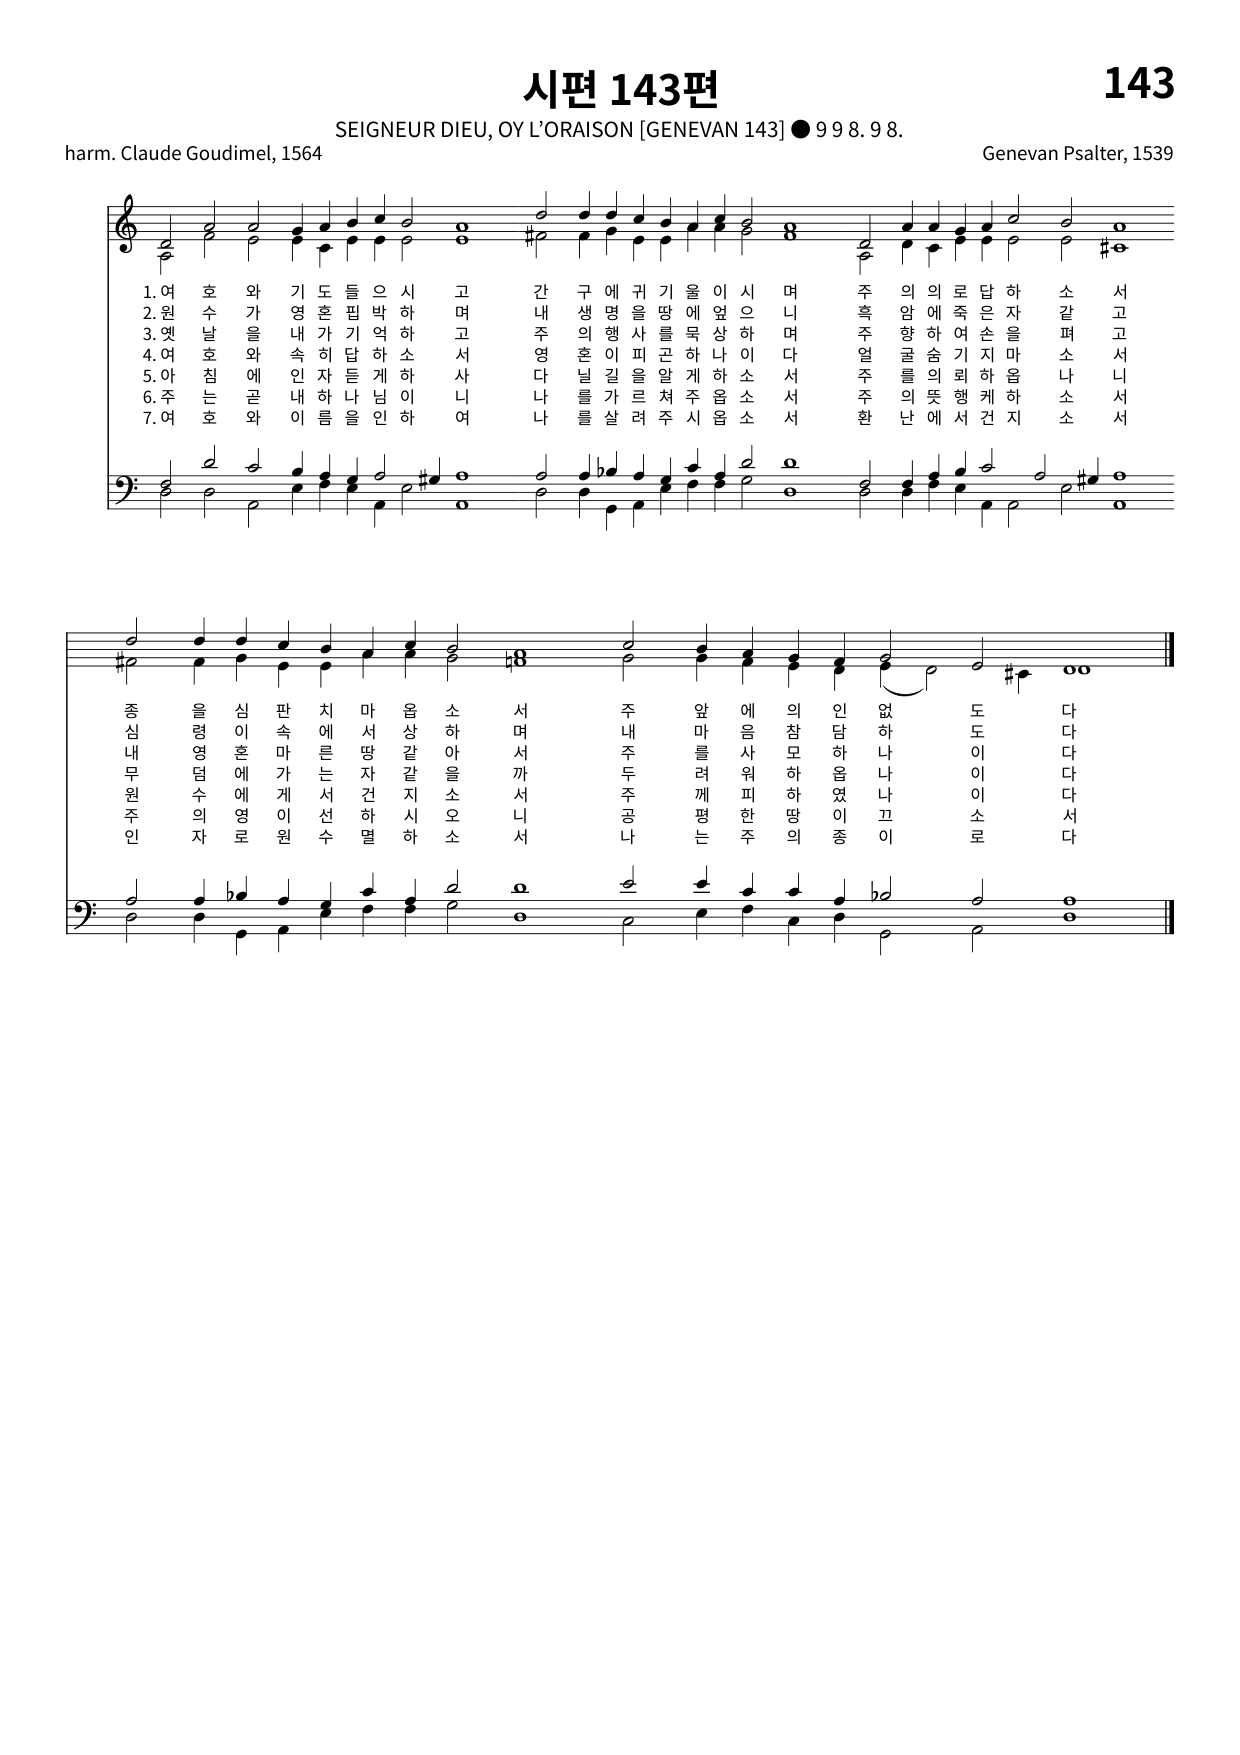 시편 143편
143
SEIGNEUR DIEU, OY L’ORAISON [GENEVAN 143] ● 9 9 8. 9 8.
harm. Claude Goudimel, 1564
Genevan Psalter, 1539
1. 여 호 와 기 도 들 으 시 고 간 구 에 귀 기 울 이 시 며 주 의 의 로 답 하 소 서
2. 원 수 가 영 혼 핍 박 하 며 내 생 명 을 땅 에 엎 으 니 흑 암 에 죽 은 자 같 고
3. 옛 날 을 내 가 기 억 하 고 주 의 행 사 를 묵 상 하 며 주 향 하 여 손 을 펴 고
4. 여 호 와 속 히 답 하 소 서 영 혼 이 피 곤 하 나 이 다 얼 굴 숨 기 지 마 소 서
5. 아 침 에 인 자 듣 게 하 사 다 닐 길 을 알 게 하 소 서 주 를 의 뢰 하 옵 나 니
6. 주 는 곧 내 하 나 님 이 니 나 를 가 르 쳐 주 옵 소 서 주 의 뜻 행 케 하 소 서
7. 여 호 와 이 름 을 인 하 여 나 를 살 려 주 시 옵 소 서 환 난 에 서 건 지 소 서
종 을 심 판 치 마 옵 소 서 주 앞 에 의 인 없 도 다
심 령 이 속 에 서 상 하 며 내 마 음 참 담 하 도 다
내 영 혼 마 른 땅 같 아 서 주 를 사 모 하 나 이 다
무 덤 에 가 는 자 같 을 까 두 려 워 하 옵 나 이 다
원 수 에 게 서 건 지 소 서 주 께 피 하 였 나 이 다
주 의 영 이 선 하 시 오 니 공 평 한 땅 이 끄 소 서
인 자 로 원 수 멸 하 소 서 나 는 주 의 종 이 로 다